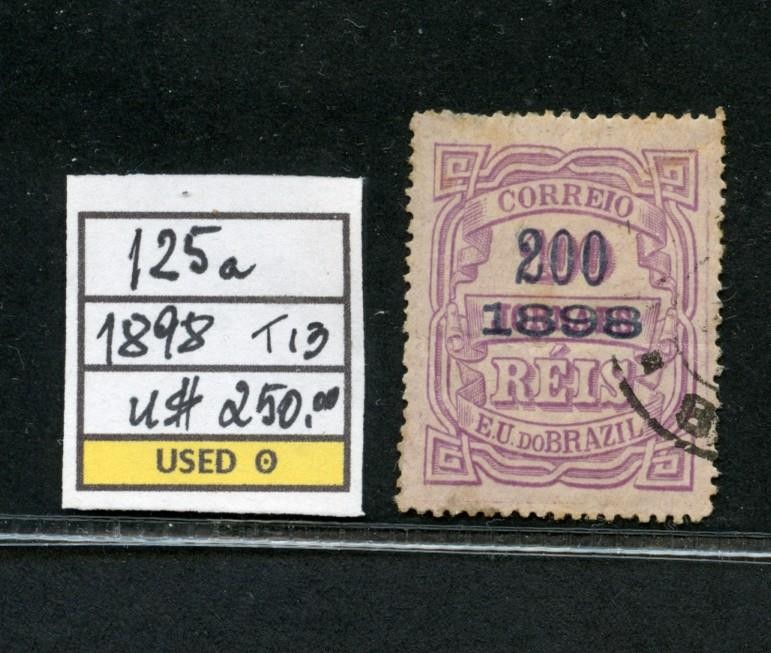 125a
1898 T13
U$ 250.00
USED
CORREIO
200
1898
RÉIS
E.U. DO BRAZIL